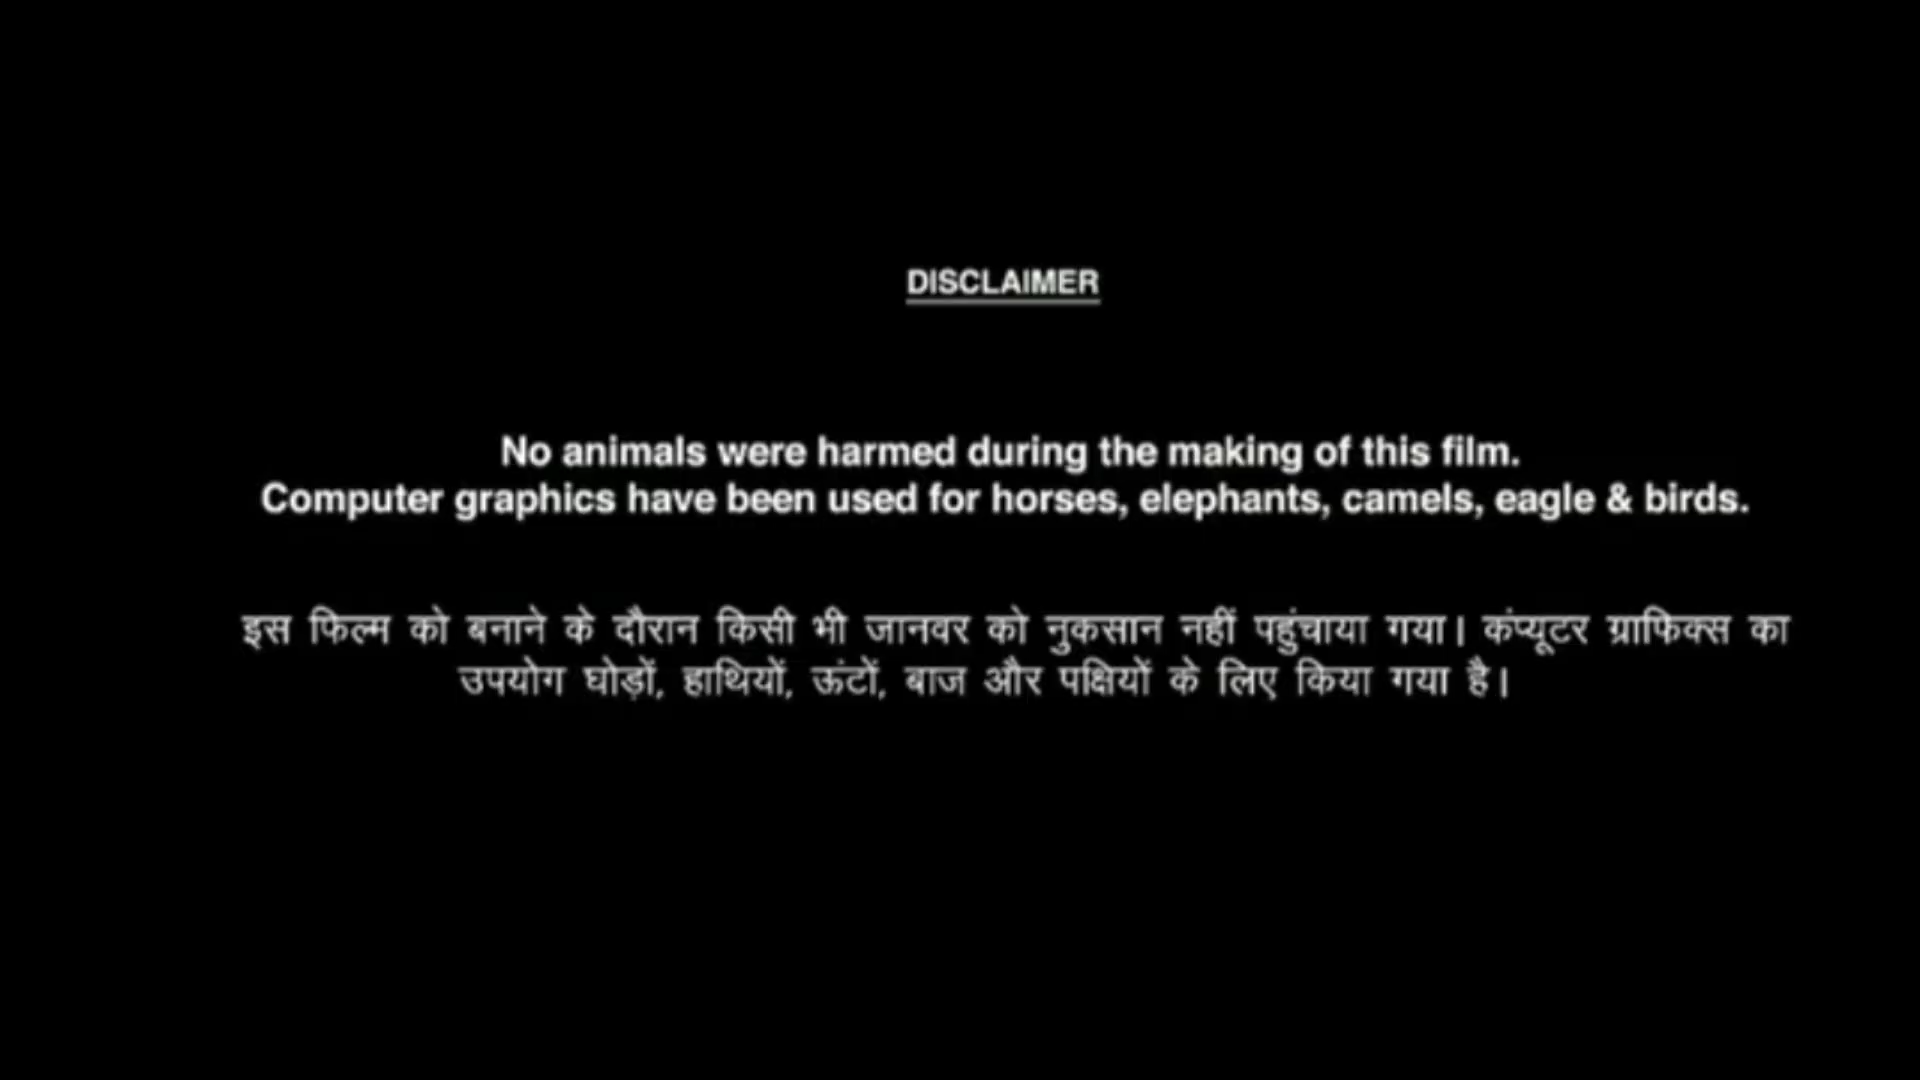 DISCLAIMER
No animals were harmed during the making of this film.
Computer graphics have been used for horses, elephants, camels, eagle & birds.
इस फिल्म को बनाने के दौरान किसी भी जानवर को नुकसान नहीं पहुंचाया गया। कंप्यूटर ग्राफिक्स का
उपयोग घोड़ों, हाथियों, ऊंटों, बाज और पक्षियों के लिए किया गया है।